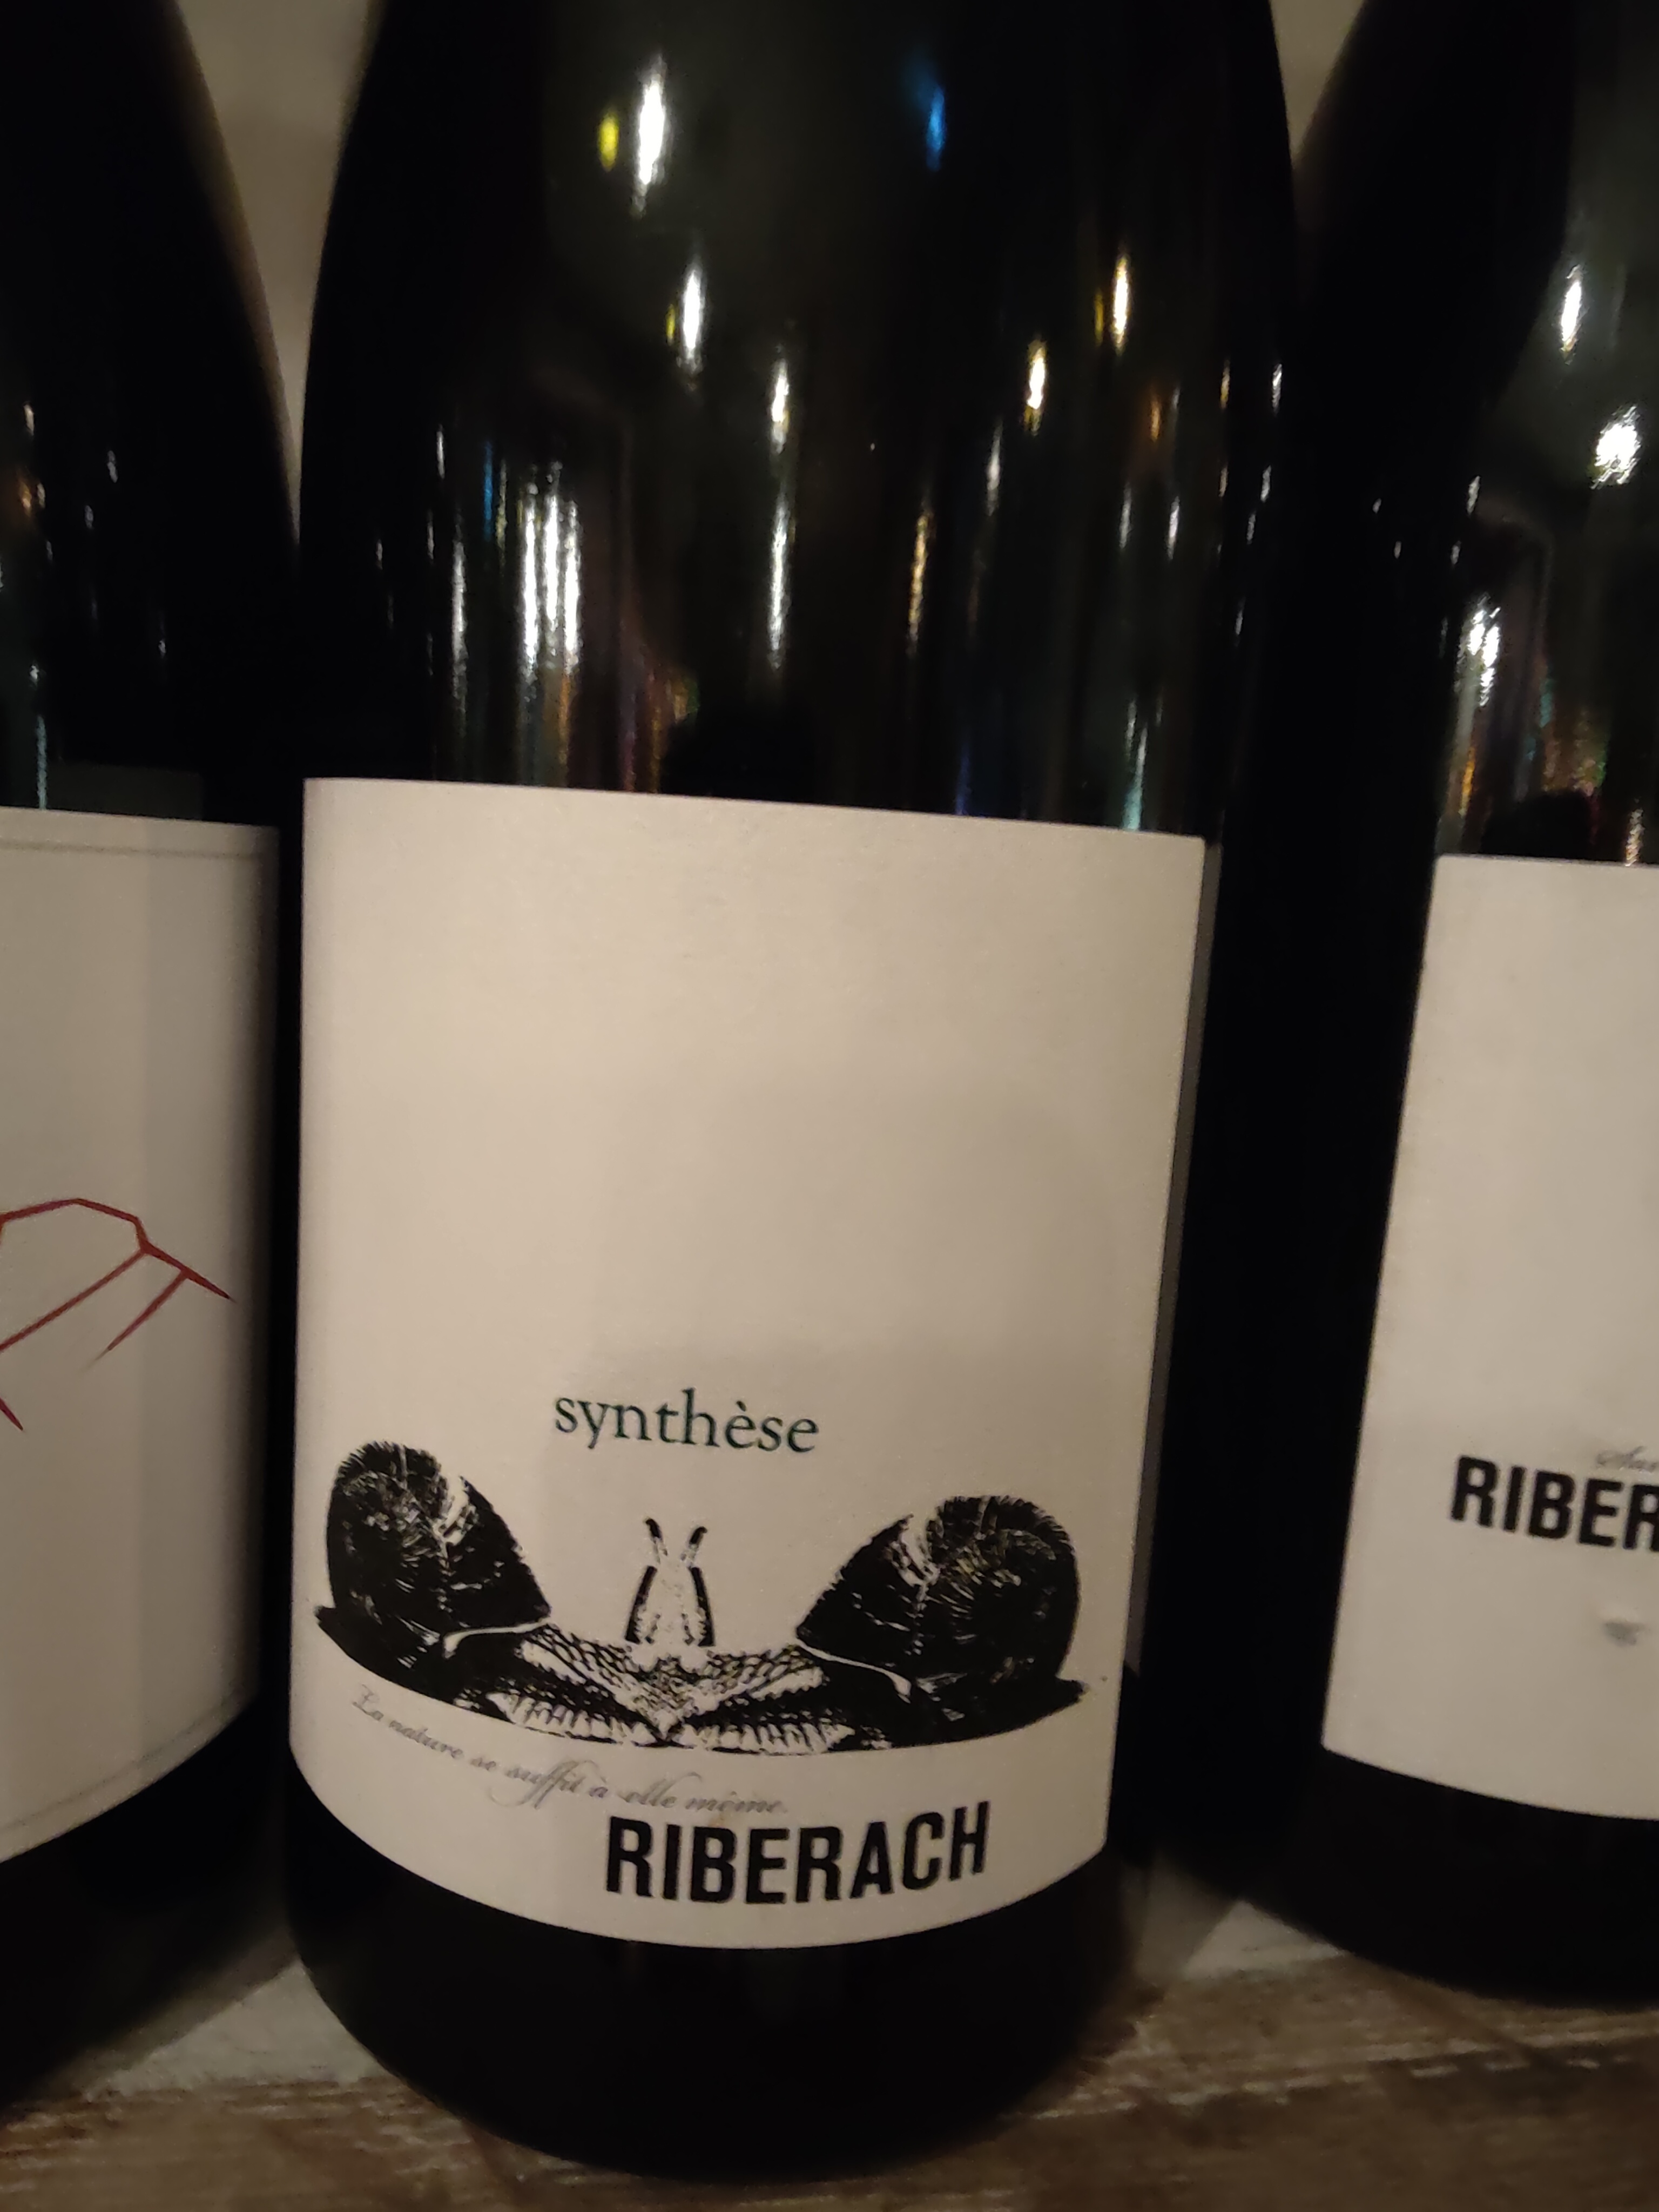 synthèse
La nature se suffit à elle même.
RIBERACH
RIBER